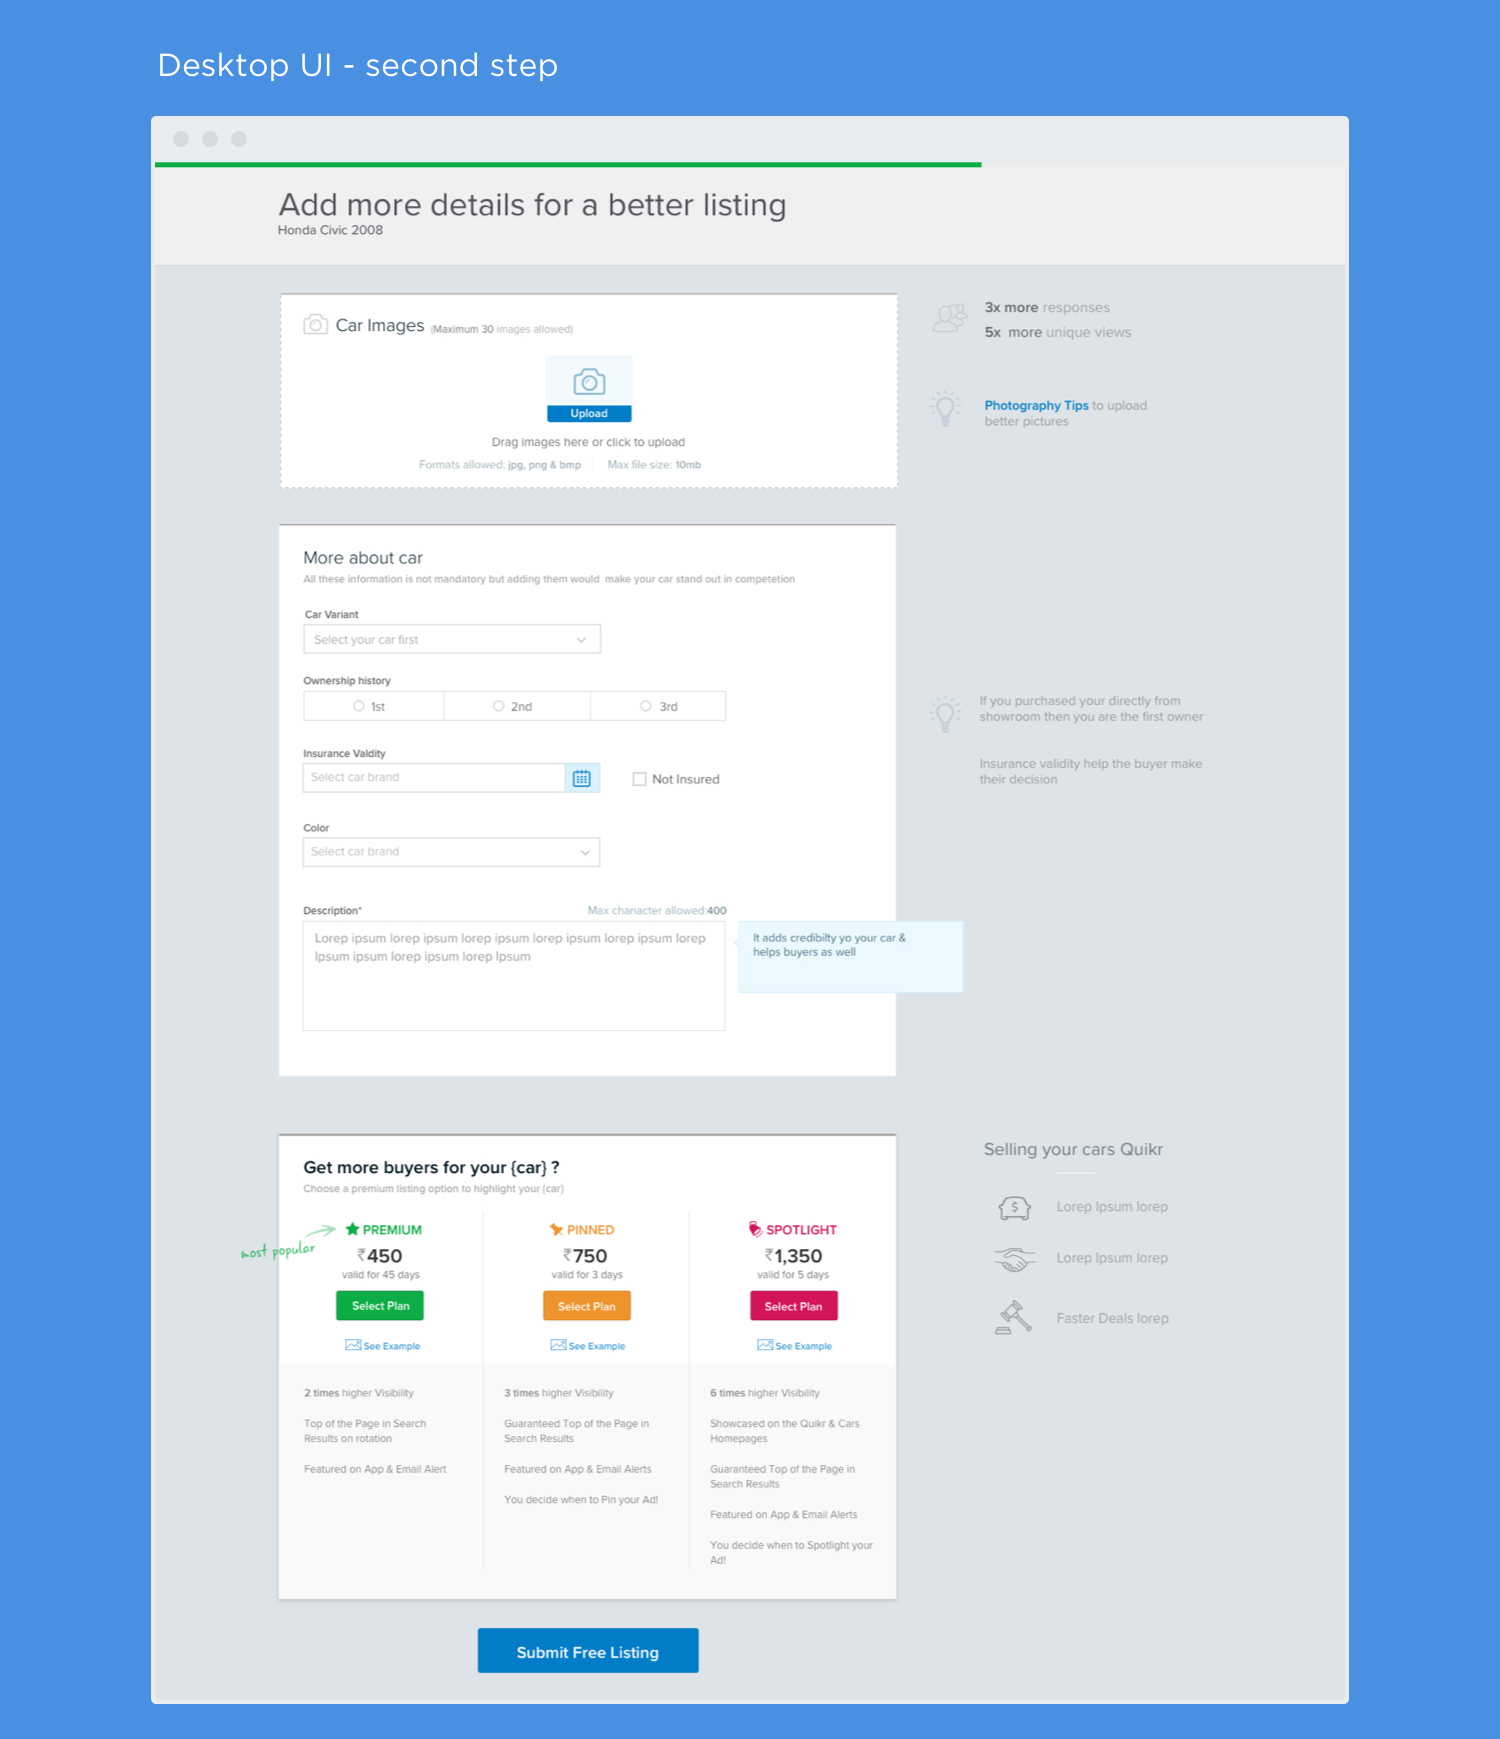 Desktop UI - second step
Add more details for a better listing
Honda Civic 2008
Car Images (Maximum 30 images allowed)
Upload
Drag images here or click to upload
Formats allowed: jpg, png & bmp
Max file size: 10mb
3x more responses
5x more unique views
Photography Tips to upload
better pictures
More about car
All these information is not mandatory but adding them would make your car stand out in competetion
Car Variant
Select your car first
Ownership history
1st
2nd
3rd
Insurance Valdity
Select car brand
Not Insured
Color
Select car brand
If you purchased your directly from
showroom then you are the first owner
Insurance validity help the buyer make
their decision
Description*
Max chanacter allowed:400
Lorep ipsum lorep ipsum lorep ipsum lorep ipsum lorep ipsum lorep
Ipsum ipsum lorep ipsum lorep Ipsum
It adds credibilty yo your car &
helps buyers as well
Get more buyers for your {car} ?
Choose a premium listing option to highlight your {car}
most popular
PREMIUM
₹450
valid for 45 days
Select Plan
See Example
2 times higher Visibility
Top of the Page in Search
Results on rotation
Featured on App & Email Alert
PINNED
₹750
valid for 3 days
Select Plan
See Example
3 times higher Visibility
Guaranteed Top of the Page in
Search Results
Featured on App & Email Alerts
You decide when to Pin your Ad!
SPOTLIGHT
₹1,350
valid for 5 days
Select Plan
See Example
6 times higher Visibility
Showcased on the Quikr & Cars
Homepages
Guaranteed Top of the Page in
Search Results
Featured on App & Email Alerts
You decide when to Spotlight your
Ad!
Selling your cars Quikr
$
Lorep Ipsum lorep
Lorep Ipsum lorep
Faster Deals lorep
Submit Free Listing